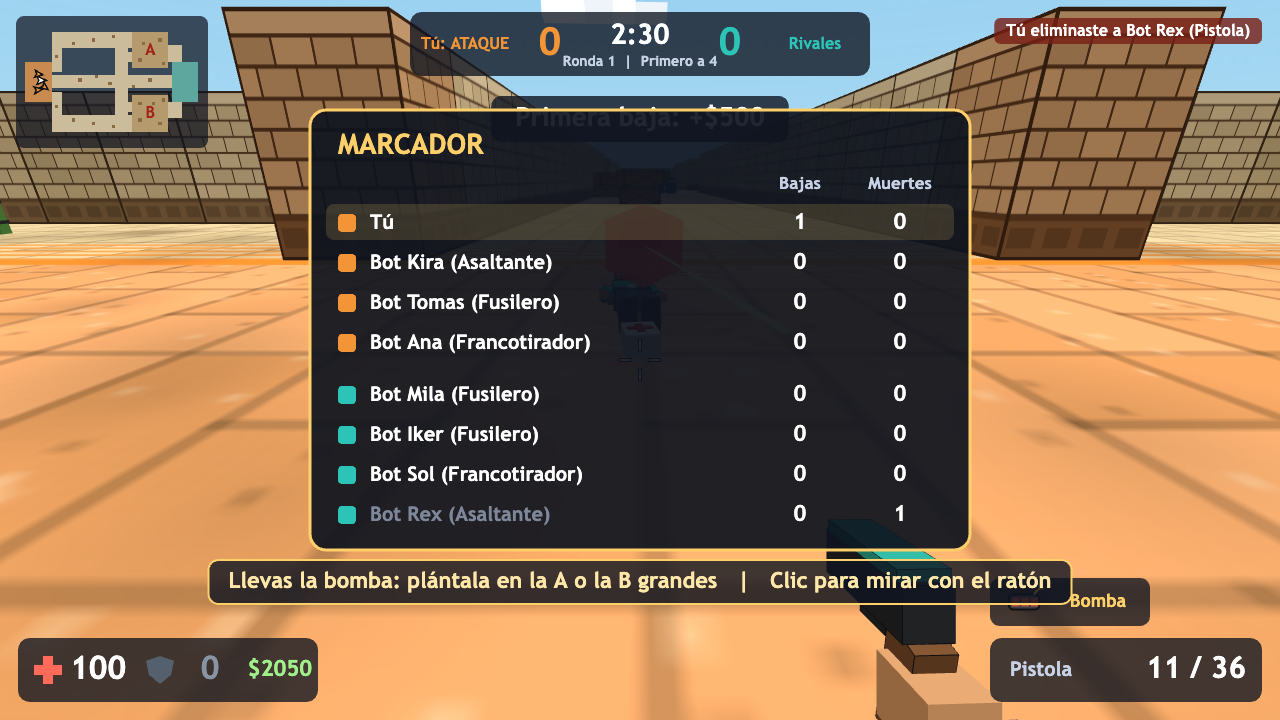 Tú: ATAQUE 0 2:30 0 Rivales
Ronda 1 | Primero a 4
Tú eliminaste a Bot Rex (Pistola)
A
B
Primera baja: +$500
MARCADOR
Bajas Muertes
Tú 1 0
Bot Kira (Asaltante) 0 0
Bot Tomas (Fusilero) 0 0
Bot Ana (Francotirador) 0 0
Bot Mila (Fusilero) 0 0
Bot Iker (Fusilero) 0 0
Bot Sol (Francotirador) 0 0
Bot Rex (Asaltante) 0 1
Llevas la bomba: plántala en la A o la B grandes | Clic para mirar con el ratón
Bomba
100 0 $2050
Pistola 11 / 36